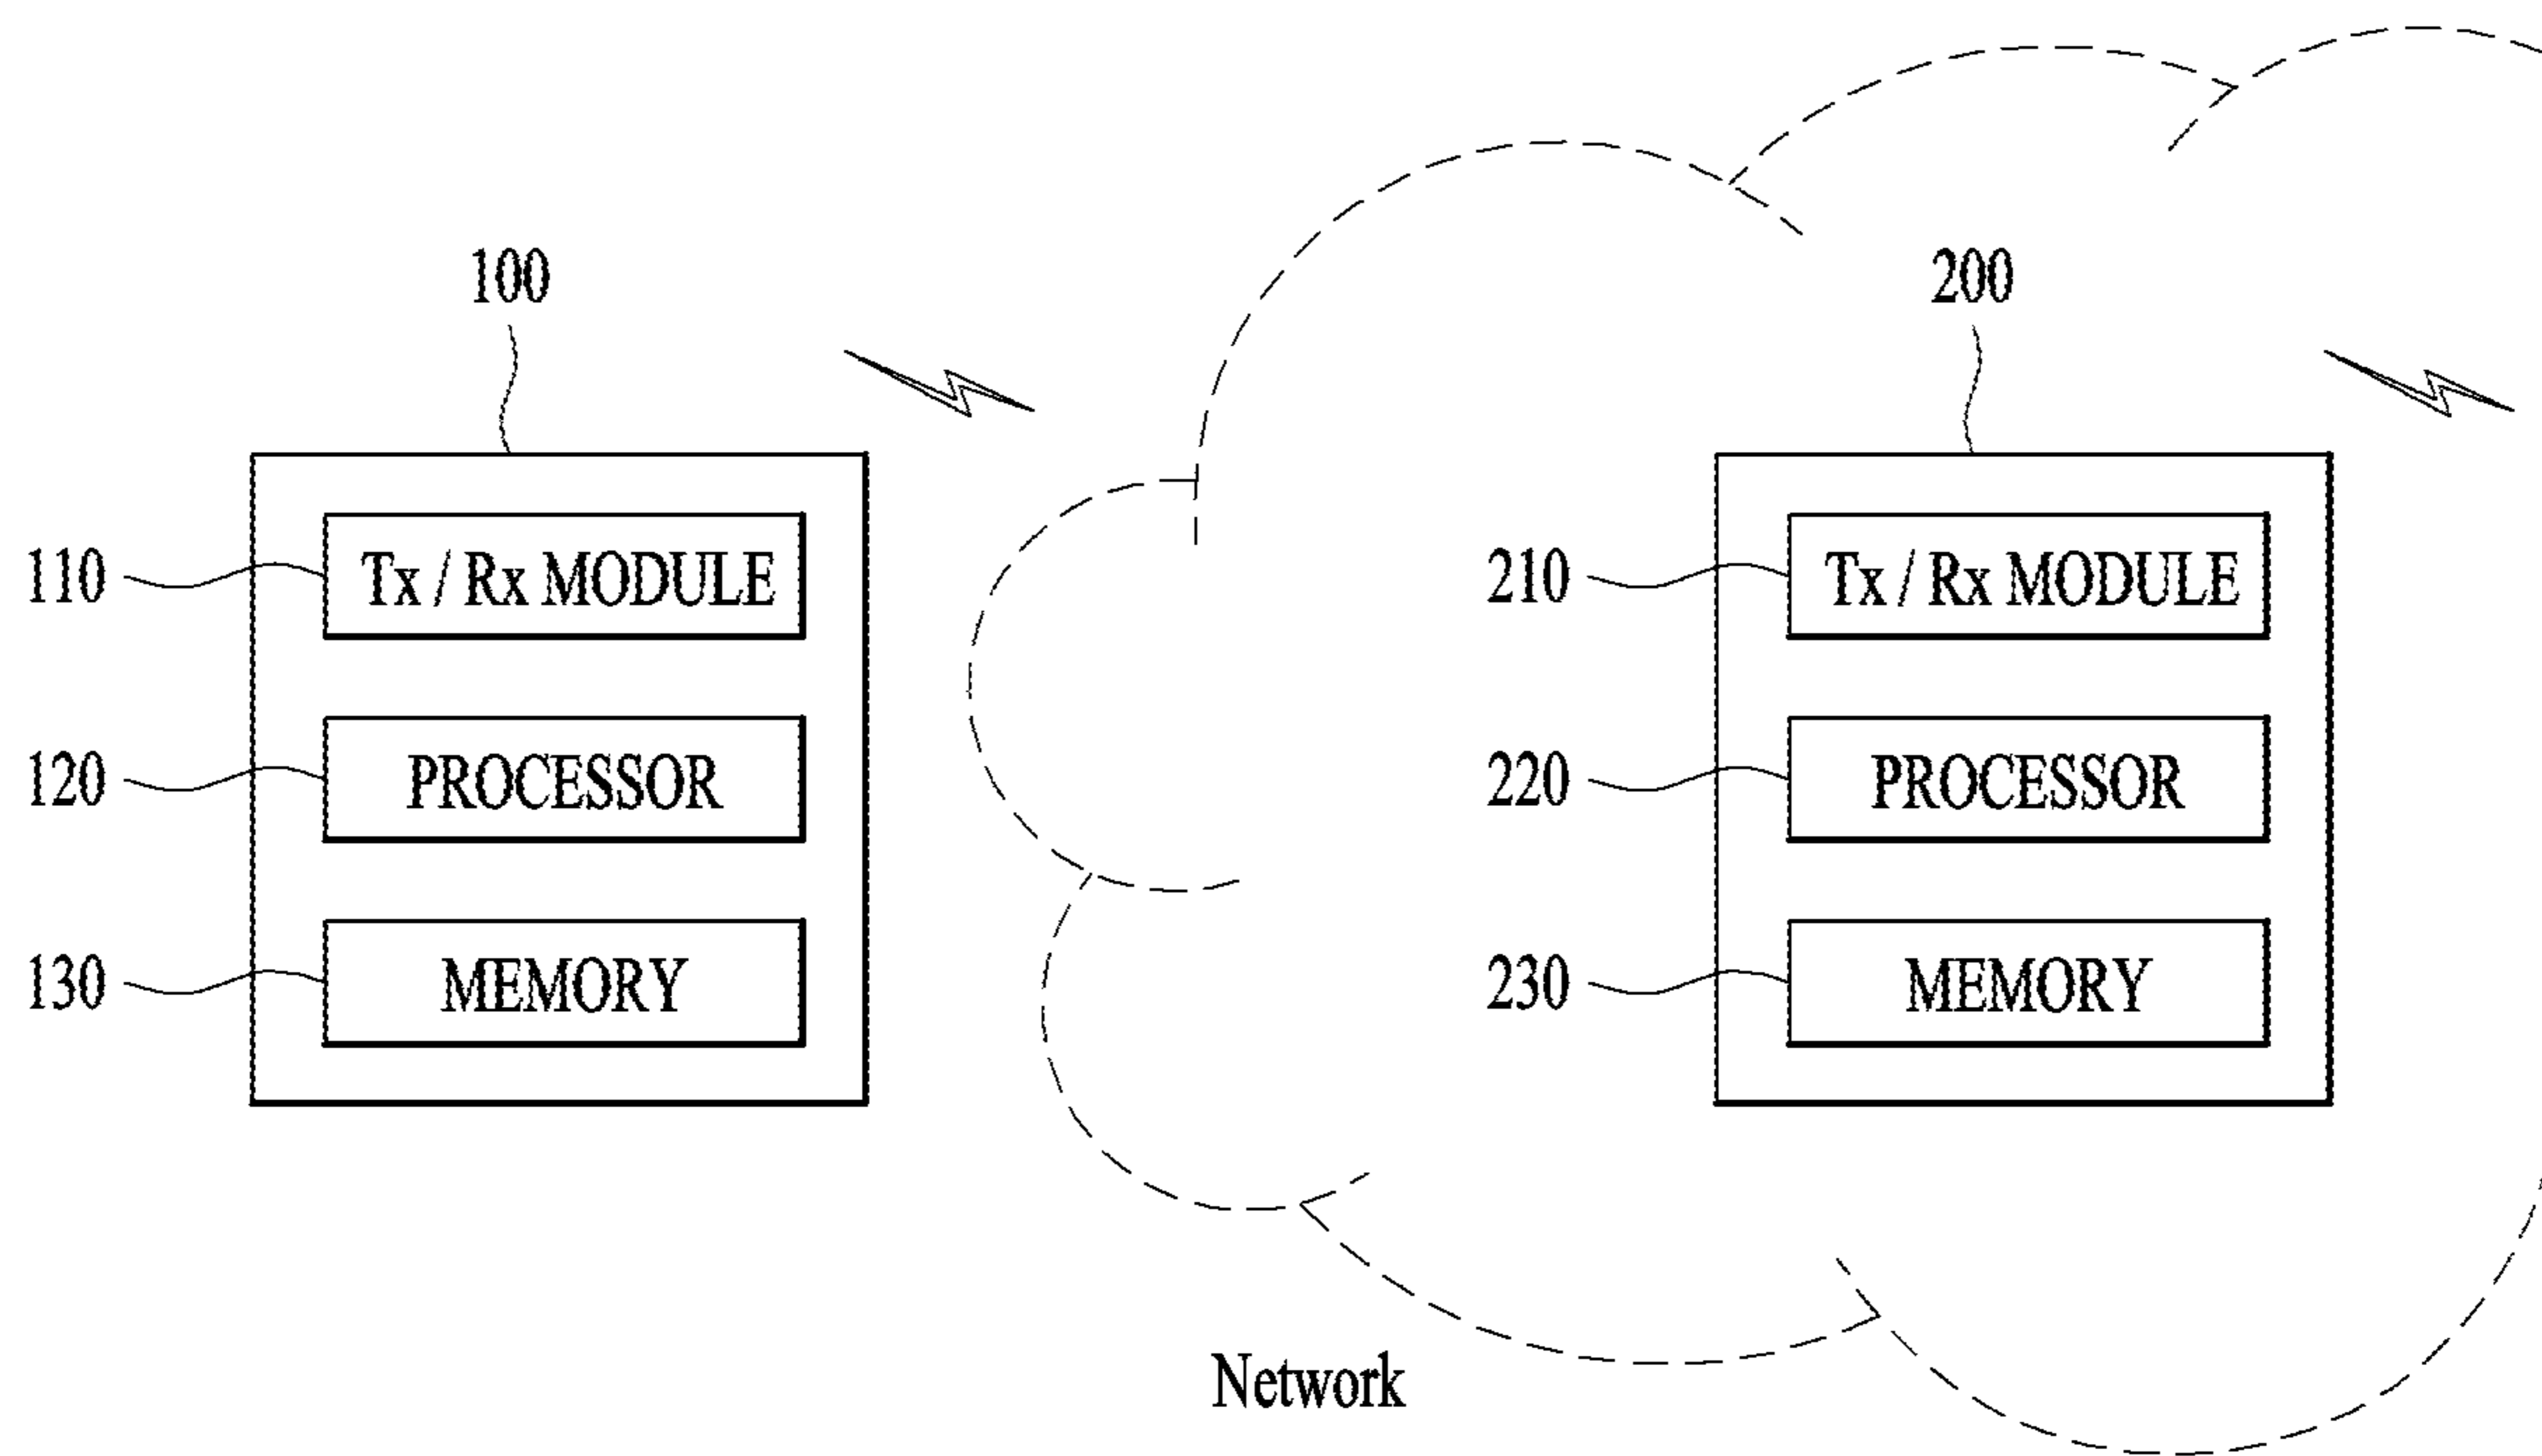 100
200
110
Tx / Rx MODULE
210
Tx / Rx MODULE
120
PROCESSOR
220
PROCESSOR
130
MEMORY
230
MEMORY
Network